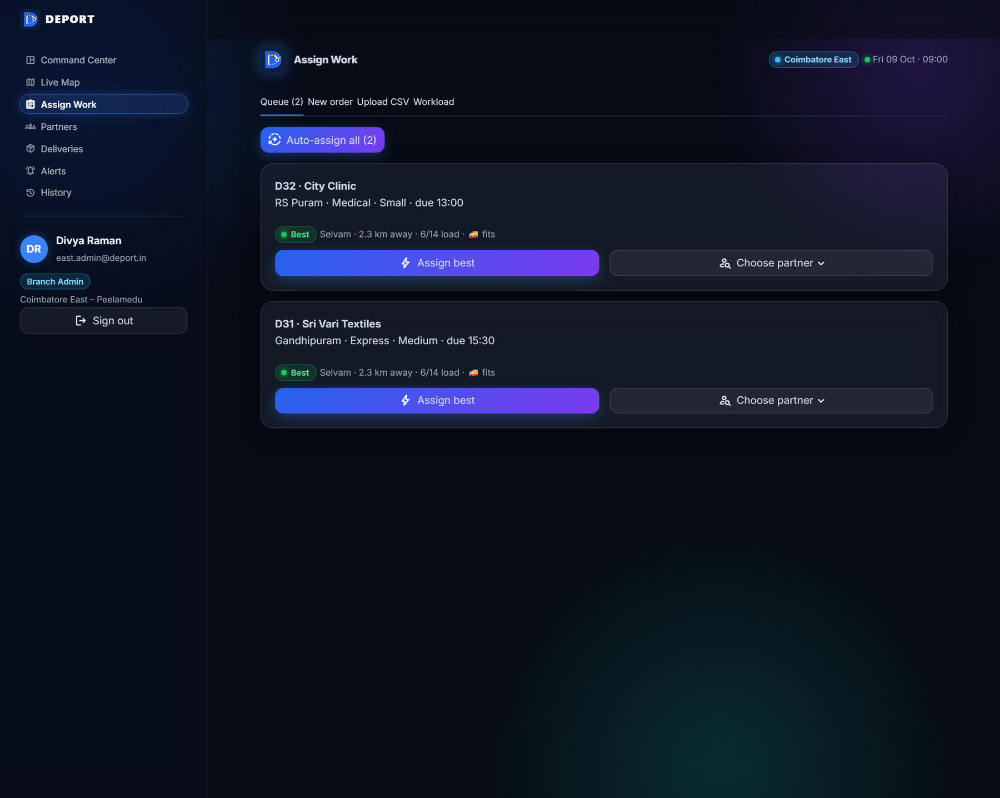 DEPORT
Command Center
Live Map
Assign Work
Partners
Deliveries
Alerts
History
DR
Divya Raman
east.admin@deport.in
Branch Admin
Coimbatore East – Peelamedu
Sign out
Assign Work
Coimbatore East
Fri 09 Oct · 09:00
Queue (2) New order Upload CSV Workload
Auto-assign all (2)
D32 · City Clinic
RS Puram · Medical · Small · due 13:00
Best Selvam · 2.3 km away · 6/14 load · 🚚 fits
Assign best
Choose partner
D31 · Sri Vari Textiles
Gandhipuram · Express · Medium · due 15:30
Best Selvam · 2.3 km away · 6/14 load · 🚚 fits
Assign best
Choose partner